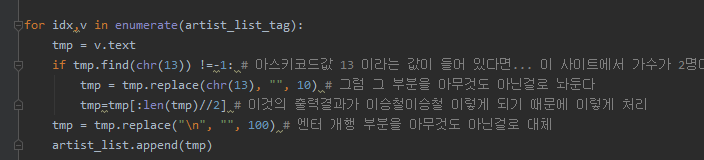 for idx,v in enumerate(artist_list_tag):
tmp = v.text
if tmp.find(chr(13)) !=-1: # 아스키코드값 13 이라는 값이 들어 있다면... 이 사이트에서 가수가 2명
tmp = tmp.replace(chr(13), "", 10) # 그럼 그 부분을 아무것도 아닌걸로 놔둔다
tmp=tmp[:len(tmp)//2] # 이것의 출력결과가 이승철이승철 이렇게 되기 때문에 이렇게 처리
tmp = tmp.replace("\n", "", 100) # 엔터 개행 부분을 아무것도 아닌걸로 대체
artist_list.append(tmp)